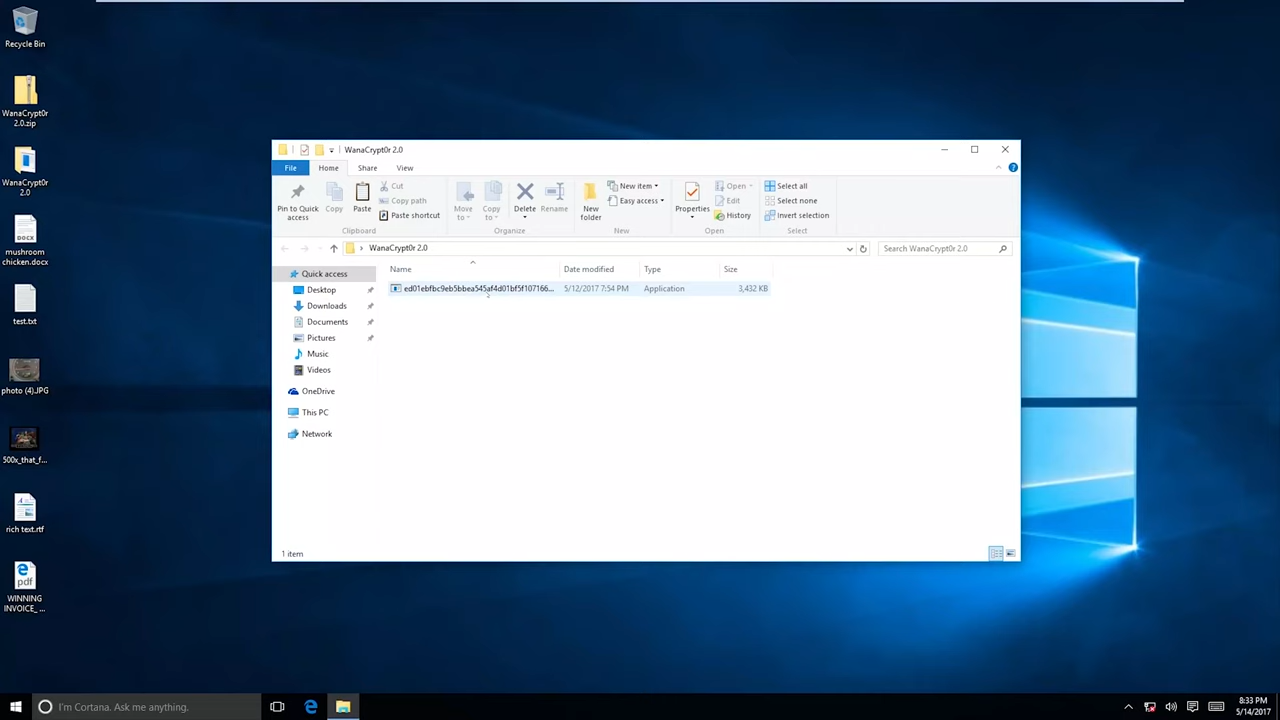 Recycle Bin
WanaCrypt0r
2.0.zip
WanaCrypt0r
2.0
DOCX
mushroom
chicken.docx
test.txt
photo (4).JPG
500x_that_f...
rich text.rtf
pdf
WINNING
INVOICE_ ...
WanaCrypt0r 2.0
File Home Share View
Pin to Quick
access
Copy
Paste
Cut
Copy path
Paste shortcut
Clipboard
Move
to
Copy
to
Delete
Rename
Organize
New
folder
New item
Easy access
New
Properties
Open
Edit
History
Open
Select all
Select none
Invert selection
Select
WanaCrypt0r 2.0
Search WanaCrypt0r 2.0
Name Date modified Type Size
ed01ebfbc9eb5bbea545af4d01bf5f107166... 5/12/2017 7:54 PM Application 3,432 KB
Quick access
Desktop
Downloads
Documents
Pictures
Music
Videos
OneDrive
This PC
Network
1 item
I'm Cortana. Ask me anything.
8:33 PM
5/14/2017